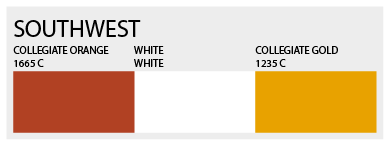 SOUTHWEST
COLLEGIATE ORANGE WHITE COLLEGIATE GOLD
1665 C WHITE 1235 C